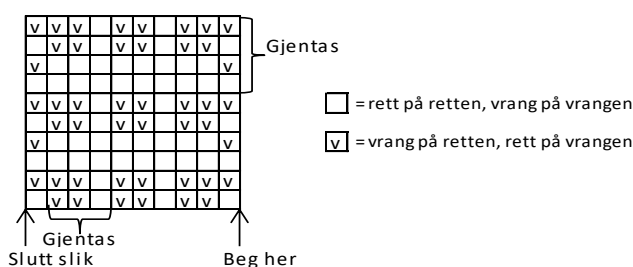 v v v v v v v v
v v v v v v
Gjentas
v v
v v v v v v v v
= rett på retten, vrang på vrangen
v v v v v v
v = vrang på retten, rett på vrangen
v v
v v v v v v v v
v v v v v v
Gjentas
Slutt slik
Beg her